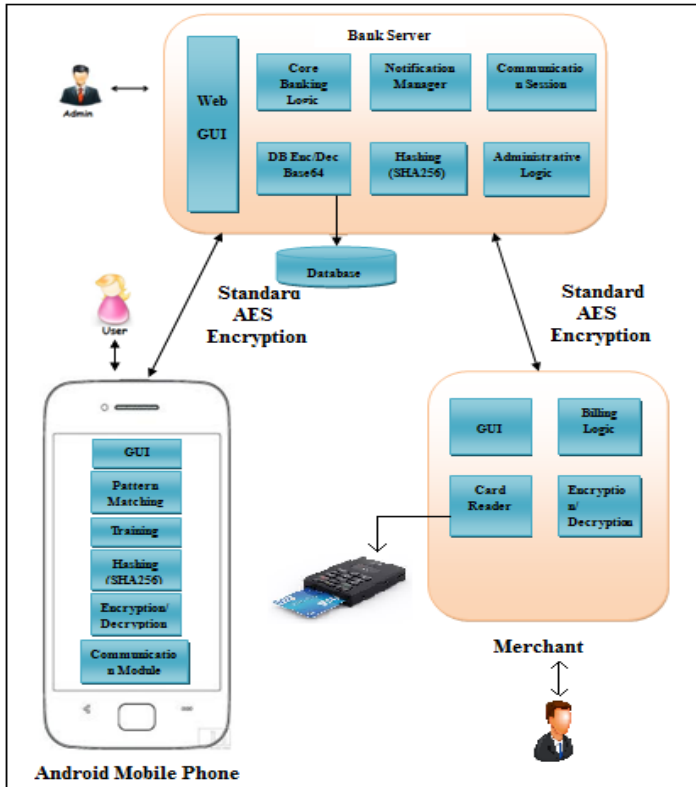 Bank Server
Admin
Web
GUI
Core
Banking
Logic
Notification
Manager
Communicatio
n Session
DB Enc/Dec
Base64
Hashing
(SHA256)
Administrative
Logic
Database
User
Standard
AES
Encryption
Standard
AES
Encryption
GUI
Pattern
Matching
Training
Hashing
(SHA256)
Encryption/
Decryption
Communicatio
n Module
Android Mobile Phone
GUI
Billing
Logic
Card
Reader
Encryptio
n/
Decryption
Merchant